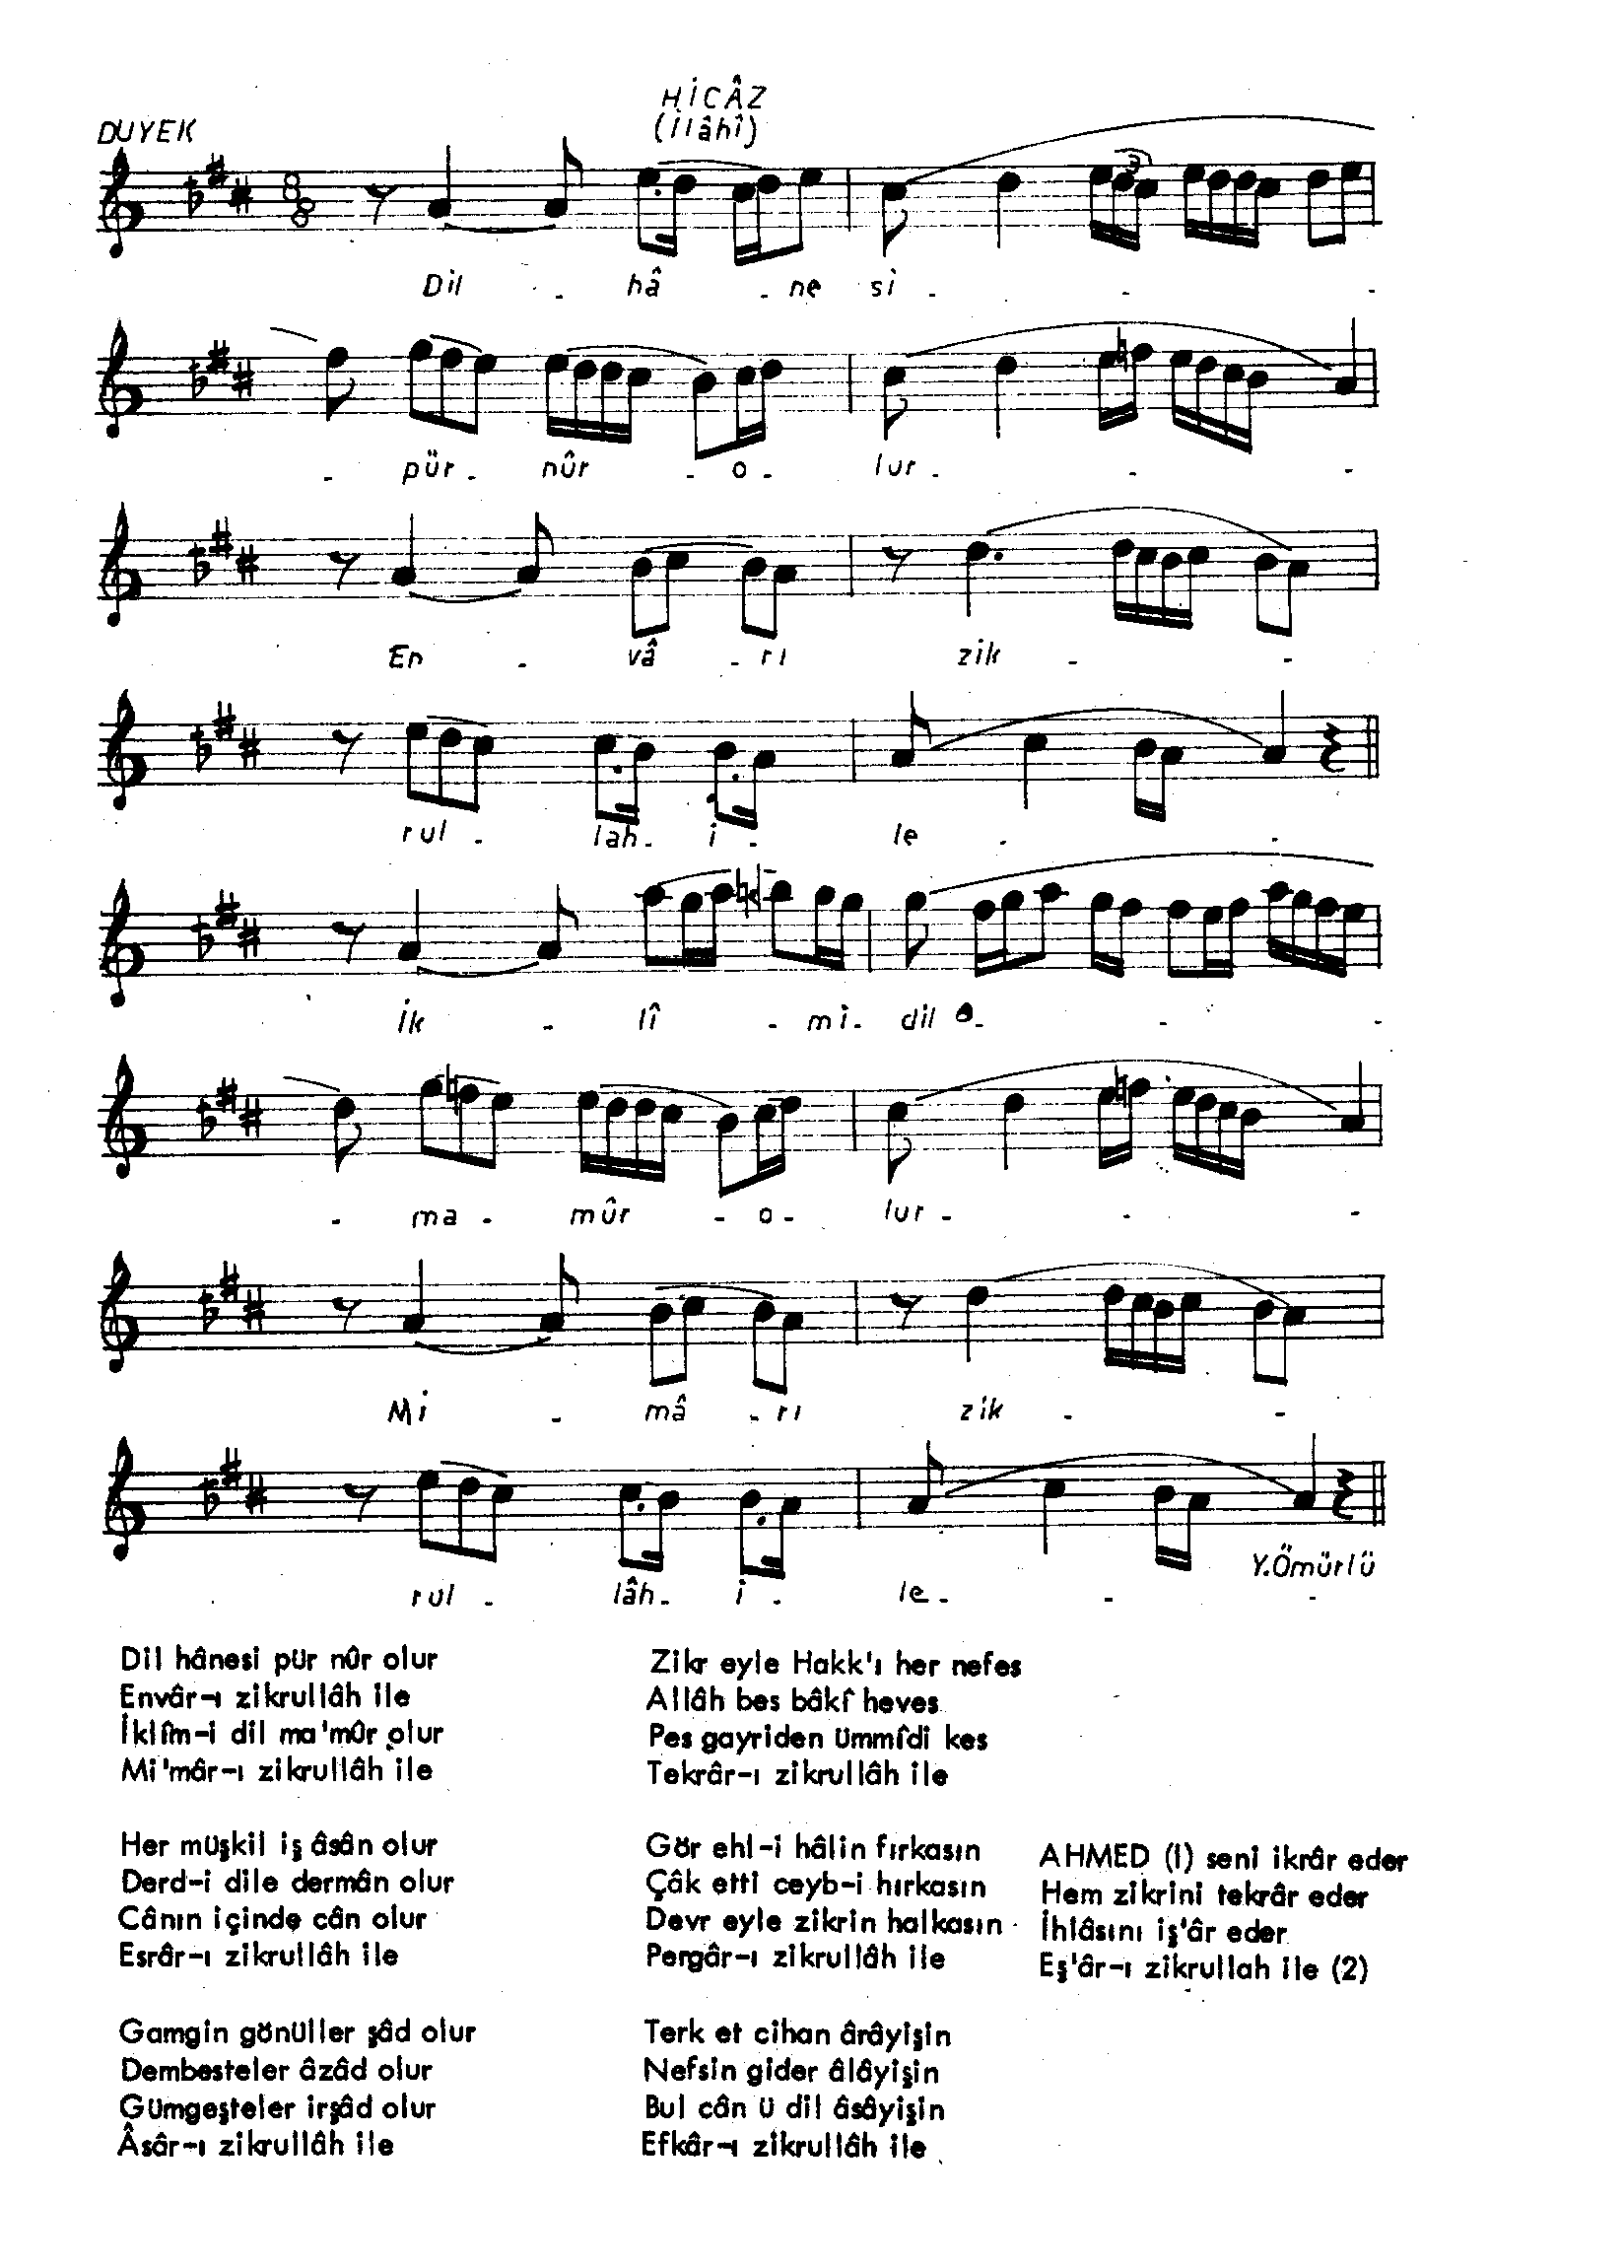 HİCÂZ
DUYEK
(İlâhî)
8
8
3
Dil - hâ - ne si - - -
- pür - nûr - o - lur - - -
En - vâ - rı zik - -
rul - lah - i - le - -
İk - lî - mi - dil - - -
- ma - mûr - o - lur - - -
Mi - mâ - rı zik - -
Y.Ömürlü
rul - lâh - i - le - - -
Dil hânesi pür nûr olur
Envâr-ı zikrullâh ile
İklîm-i dil ma'mûr olur
Mi'mâr-ı zikrullâh ile
Her müşkil iş âsân olur
Derd-i dile dermân olur
Cânın içinde cân olur
Esrâr-ı zikrullâh ile
Gamgin gönüller şâd olur
Dembesteler âzâd olur
Gümgeşteler irşâd olur
Âsâr-ı zikrullâh ile
Zikr eyle Hakk'ı her nefes
Allâh bes bâkî heves
Pes gayriden ümmîdi kes
Tekrâr-ı zikrullâh ile
Gör ehl-i hâlin fırkasın
Çâk etti ceyb-i hırkasın
Devr eyle zikrin halkasın
Pergâr-ı zikrullâh ile
Terk et cihan ârâyişin
Nefsin gider âlâyişin
Bul cân ü dil âsâyişin
Efkâr-ı zikrullâh ile
AHMED (İ) seni ikrâr eder
Hem zikrini tekrâr eder
İhlâsını iş'âr eder
Eş'âr-ı zikrullah ile (2)